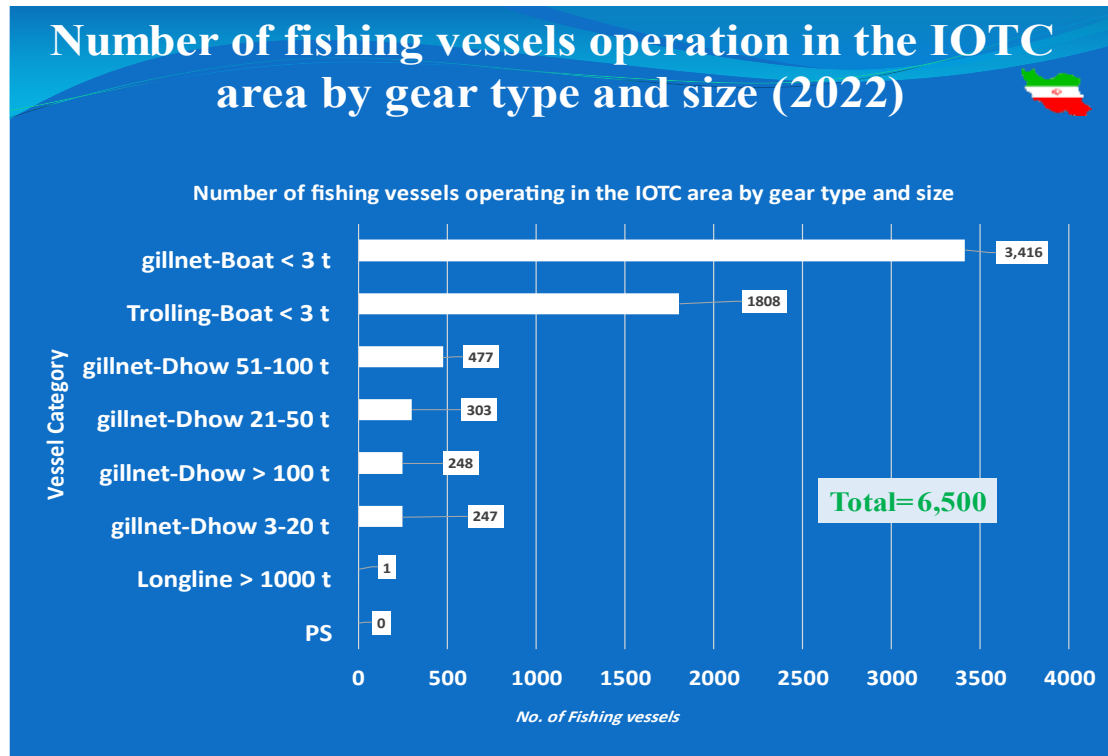 Number of fishing vessels operation in the IOTC
area by gear type and size (2022)
Number of fishing vessels operating in the IOTC area by gear type and size
Vessel Category
gillnet-Boat < 3 t
3,416
Trolling-Boat < 3 t
1808
gillnet-Dhow 51-100 t
477
gillnet-Dhow 21-50 t
303
gillnet-Dhow > 100 t
248
gillnet-Dhow 3-20 t
247
Longline > 1000 t
1
PS
0
Total=6,500
0 500 1000 1500 2000 2500 3000 3500 4000
No. of Fishing vessels